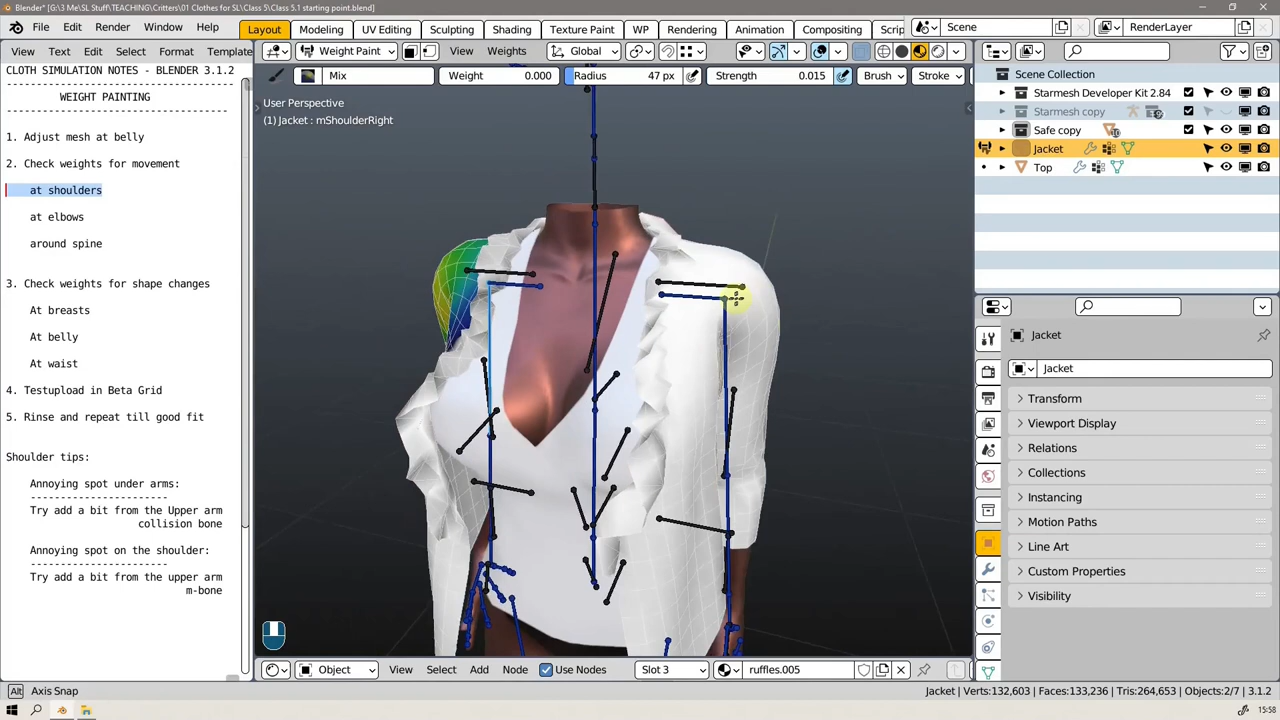 Blender* [G:\3 Me\SL Stuff\TEACHING\Critters\01 Clothes for SL\Class 5\Class 5.1 starting point.blend]
File Edit Render Window Help
Layout Modeling UV Editing Sculpting Shading Texture Paint WP Rendering Animation Compositing Scrip
Scene
RenderLayer
View Text Edit Select Format Template
Weight Paint
View Weights
Global
Mix
Weight 0.000
Radius 47 px
Strength 0.015
Brush
Stroke
CLOTH SIMULATION NOTES - BLENDER 3.1.2
WEIGHT PAINTING
1. Adjust mesh at belly
2. Check weights for movement
at shoulders
at elbows
around spine
3. Check weights for shape changes
At breasts
At belly
At waist
4. Testupload in Beta Grid
5. Rinse and repeat till good fit
Shoulder tips:
Annoying spot under arms:
Try add a bit from the Upper arm
collision bone
Annoying spot on the shoulder:
Try add a bit from the upper arm
m-bone
User Perspective
(1) Jacket : mShoulderRight
Scene Collection
Starmesh Developer Kit 2.84
Starmesh copy
Safe copy
Jacket
Top
Jacket
Jacket
Transform
Viewport Display
Relations
Collections
Instancing
Motion Paths
Line Art
Custom Properties
Visibility
Object
View Select Add Node
Use Nodes
Slot 3
ruffles.005
Alt Axis Snap
Jacket | Verts:132,603 | Faces:133,236 | Tris:264,653 | Objects:2/7 | 3.1.2
15:58